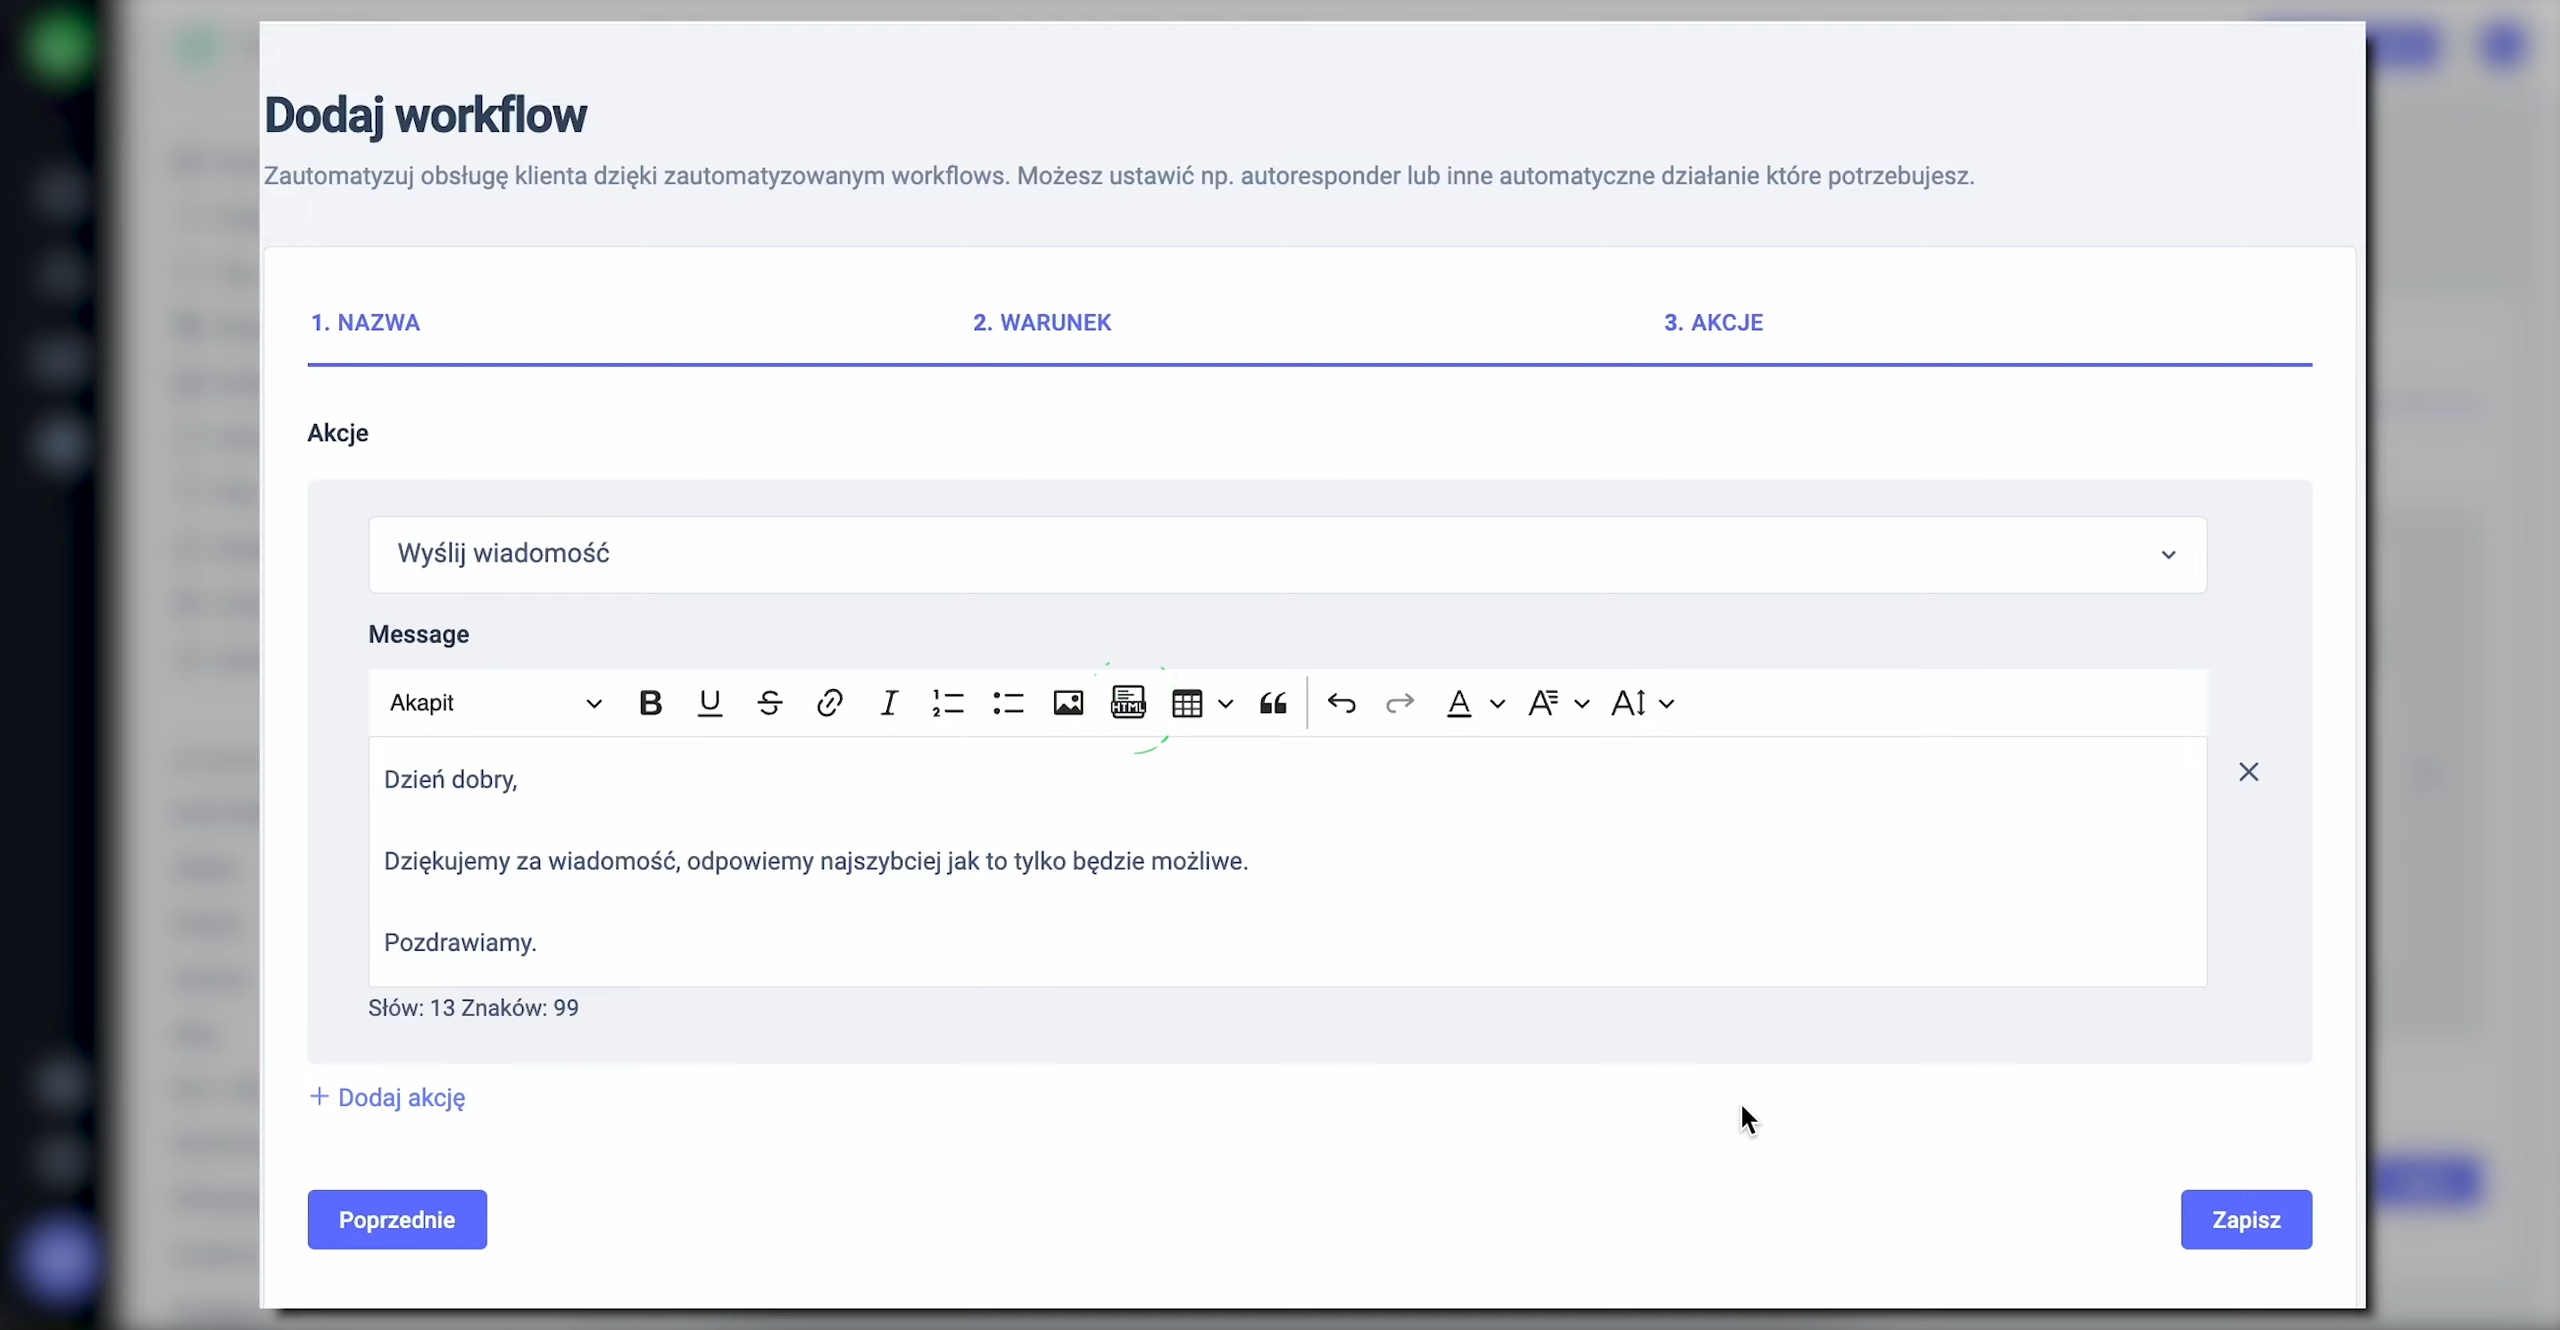 Dodaj workflow
Zautomatyzuj obsługę klienta dzięki zautomatyzowanym workflows. Możesz ustawić np. autoresponder lub inne automatyczne działanie które potrzebujesz.
1. NAZWA 2. WARUNEK 3. AKCJE
Akcje
Wyślij wiadomość
Message
Akapit
HTML
Dzień dobry,
Dziękujemy za wiadomość, odpowiemy najszybciej jak to tylko będzie możliwe.
Pozdrawiamy.
Słów: 13 Znaków: 99
+ Dodaj akcję
Poprzednie Zapisz